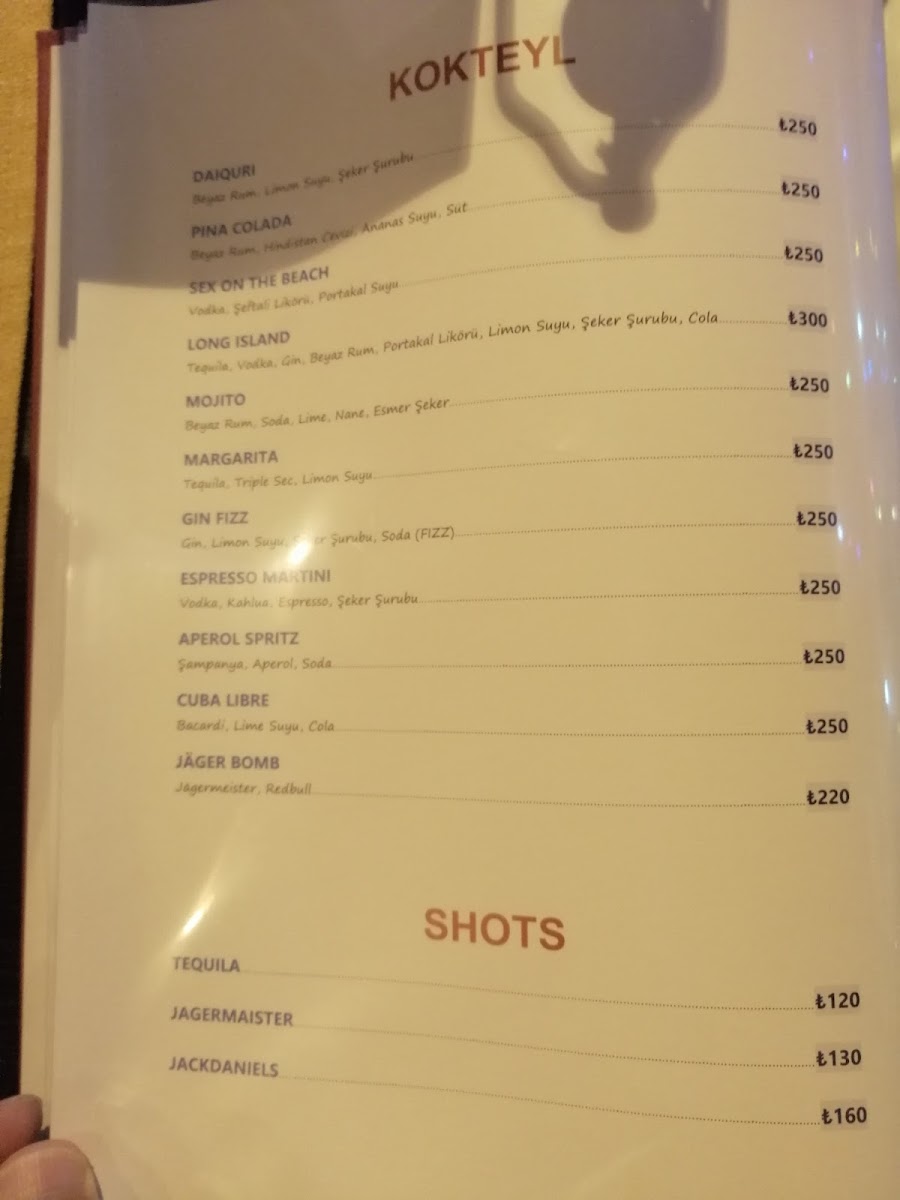 KOKTEYL
DAIQURI
Beyaz Rum, Limon Suyu, Şeker Şurubu ₺250
PINA COLADA
Beyaz Rum, Hindistan Cevizi, Ananas Suyu, Süt ₺250
SEX ON THE BEACH
Vodka, Şeftali Likörü, Portakal Suyu ₺250
LONG ISLAND
Tequila, Vodka, Gin, Beyaz Rum, Portakal Likörü, Limon Suyu, Şeker Şurubu, Cola ₺300
MOJITO
Beyaz Rum, Soda, Lime, Nane, Esmer Şeker ₺250
MARGARITA
Tequila, Triple Sec, Limon Suyu ₺250
GIN FIZZ
Gin, Limon Suyu, Şeker Şurubu, Soda (FIZZ) ₺250
ESPRESSO MARTINI
Vodka, Kahlua, Espresso, Şeker Şurubu ₺250
APEROL SPRITZ
Şampanya, Aperol, Soda ₺250
CUBA LIBRE
Bacardi, Lime Suyu, Cola ₺250
JÄGER BOMB
Jägermeister, Redbull ₺220
SHOTS
TEQUILA ₺120
JAGERMAISTER ₺130
JACKDANIELS ₺160